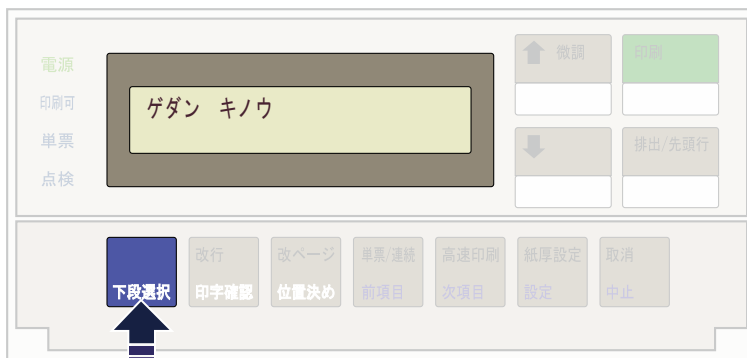 電源
印刷可
単票
点検
ゲダン キノウ
微調
印刷
排出/先頭行
下段選択
改行
印字確認
改ページ
位置決め
単票/連続
前項目
高速印刷
次項目
紙厚設定
設定
取消
中止